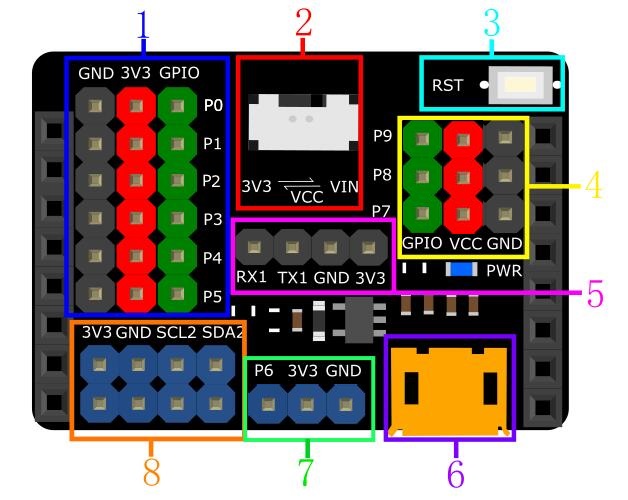 1
2
3
GND 3V3 GPIO
P0
P1
P2
P3
P4
P5
3V3 VCC VIN
RST
P9
P8
P7
GPIO VCC GND
4
RX1 TX1 GND 3V3
PWR
5
3V3 GND SCL2 SDA2
P6 3V3 GND
8
7
6